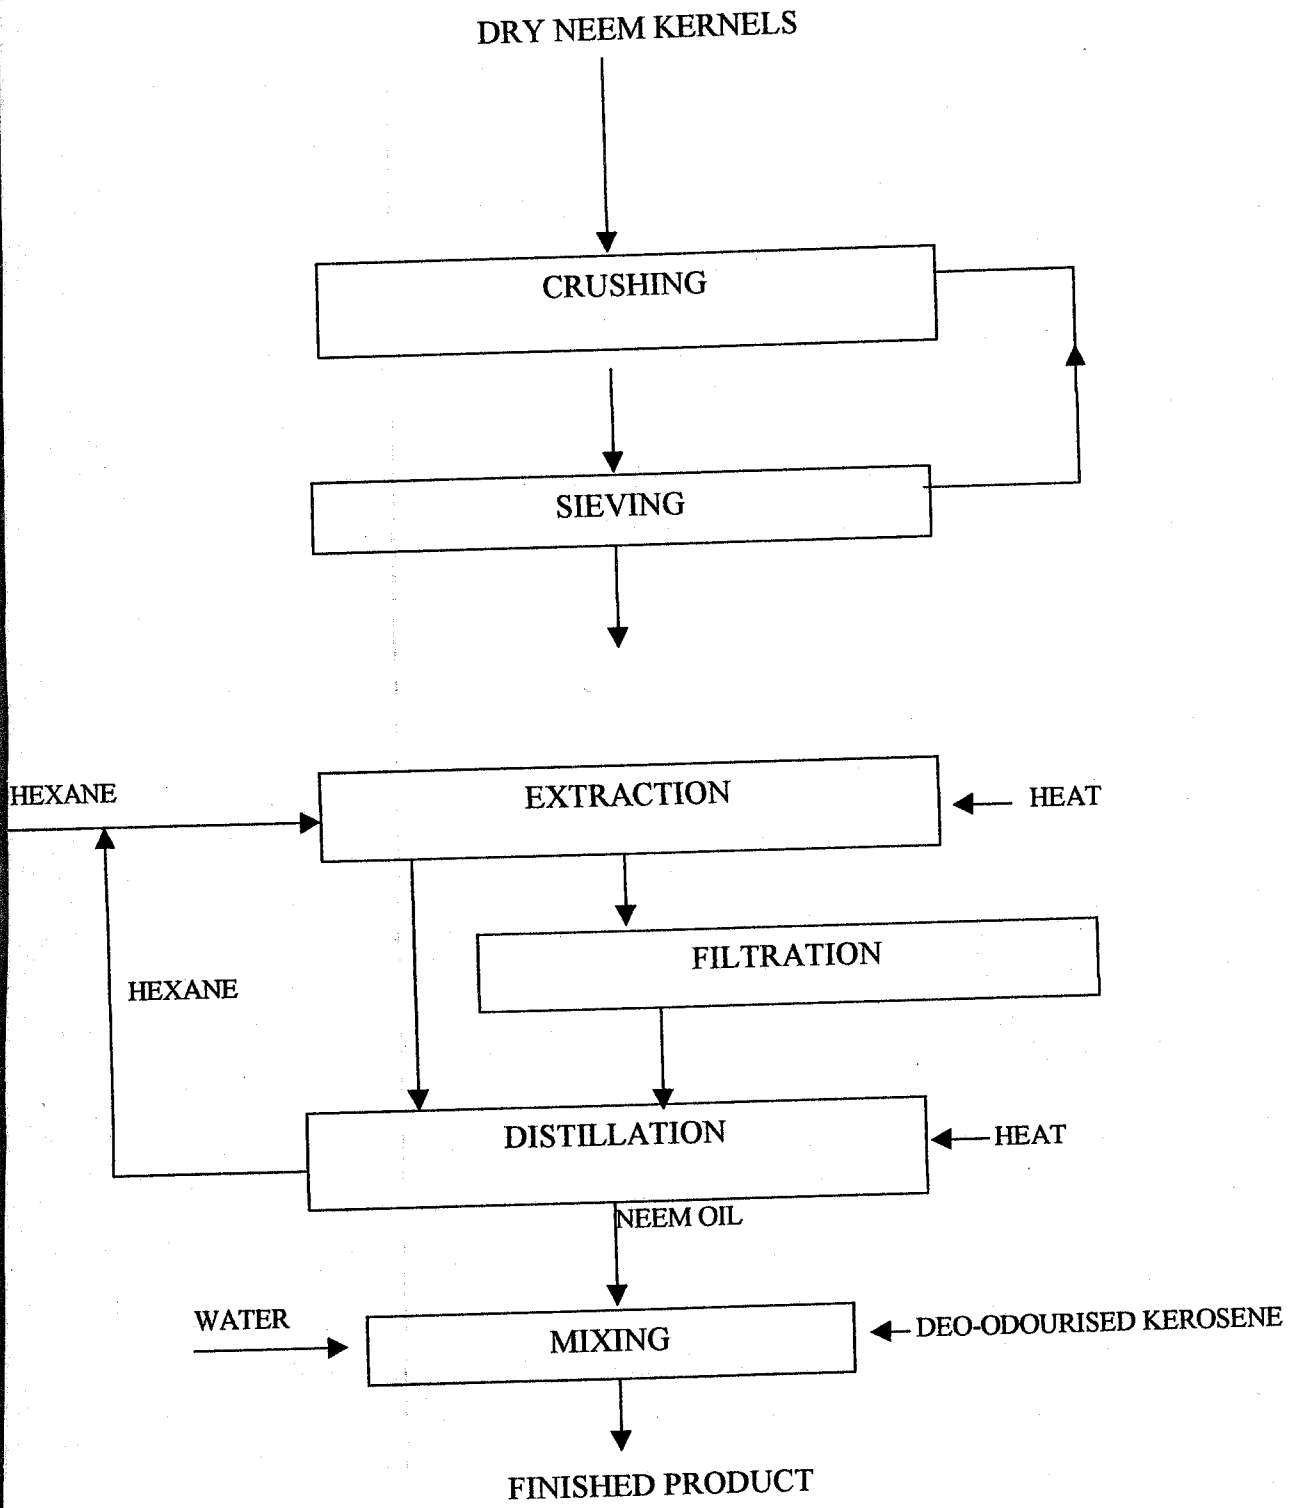 DRY NEEM KERNELS
CRUSHING
SIEVING
HEXANE
EXTRACTION
HEAT
FILTRATION
HEXANE
DISTILLATION
HEAT
NEEM OIL
WATER
MIXING
DEO-ODOURISED KEROSENE
FINISHED PRODUCT